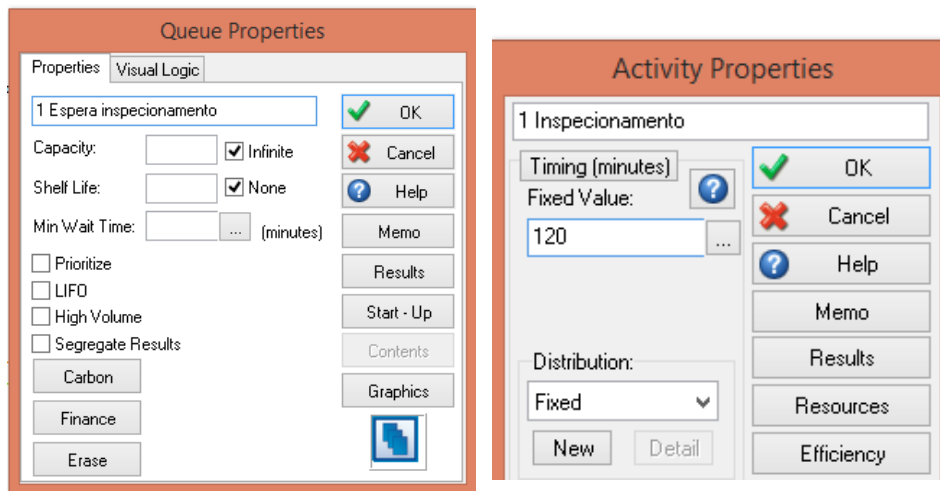 Queue Properties
Properties Visual Logic
1 Espera inspecionamento
OK
Capacity: Infinite
Cancel
Shelf Life: None
Help
Min Wait Time: ... (minutes)
Memo
Prioritize
Results
LIFO
High Volume
Start - Up
Segregate Results
Contents
Carbon
Graphics
Finance
Erase
Activity Properties
1 Inspecionamento
Timing (minutes)
OK
Fixed Value:
Cancel
120 ...
Help
Memo
Results
Distribution:
Fixed
Resources
New Detail
Efficiency